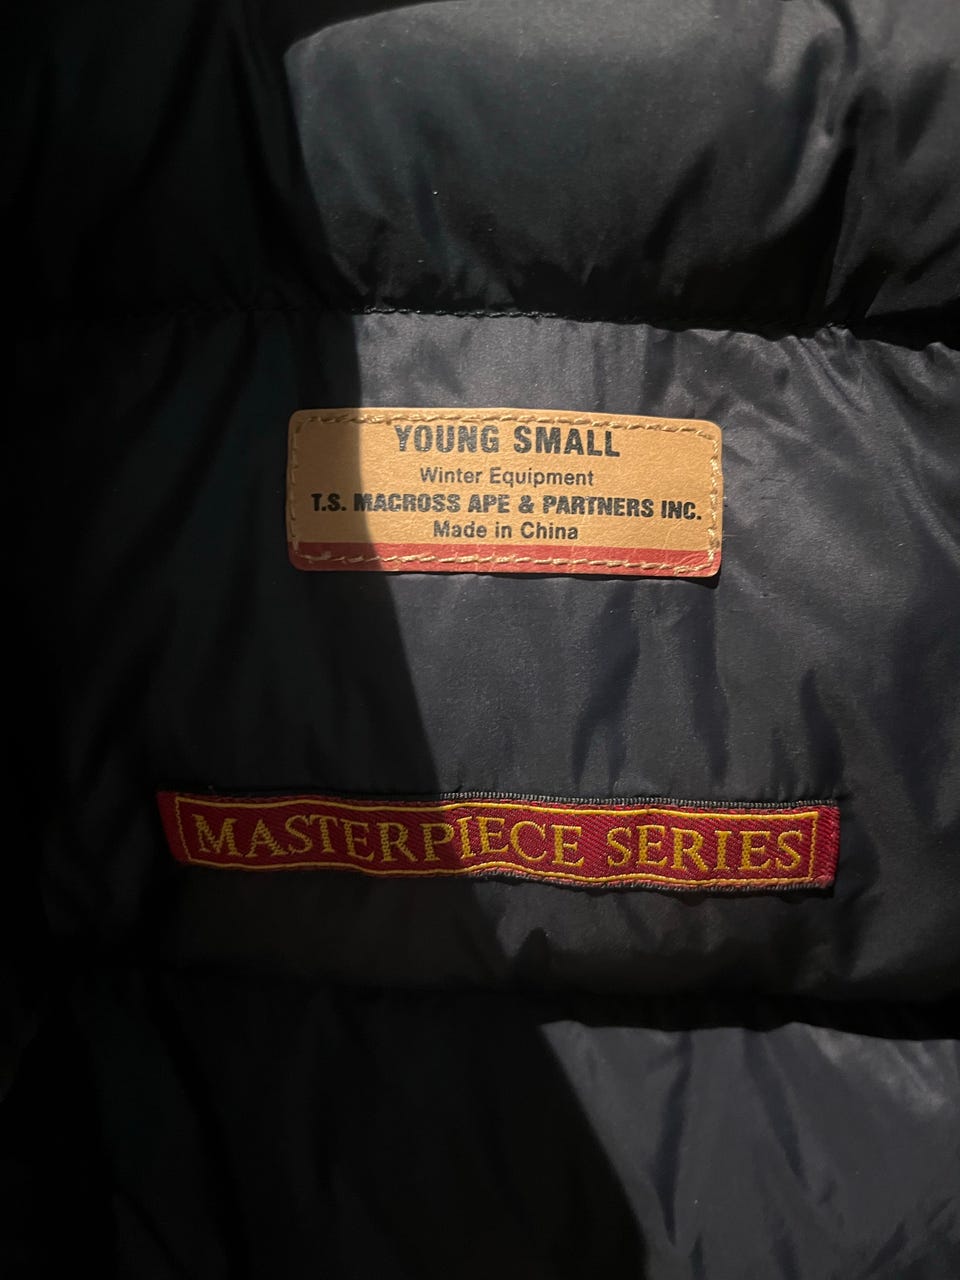 YOUNG SMALL
Winter Equipment
T.S. MACROSS APE & PARTNERS INC.
Made in China
MASTERPIECE SERIES